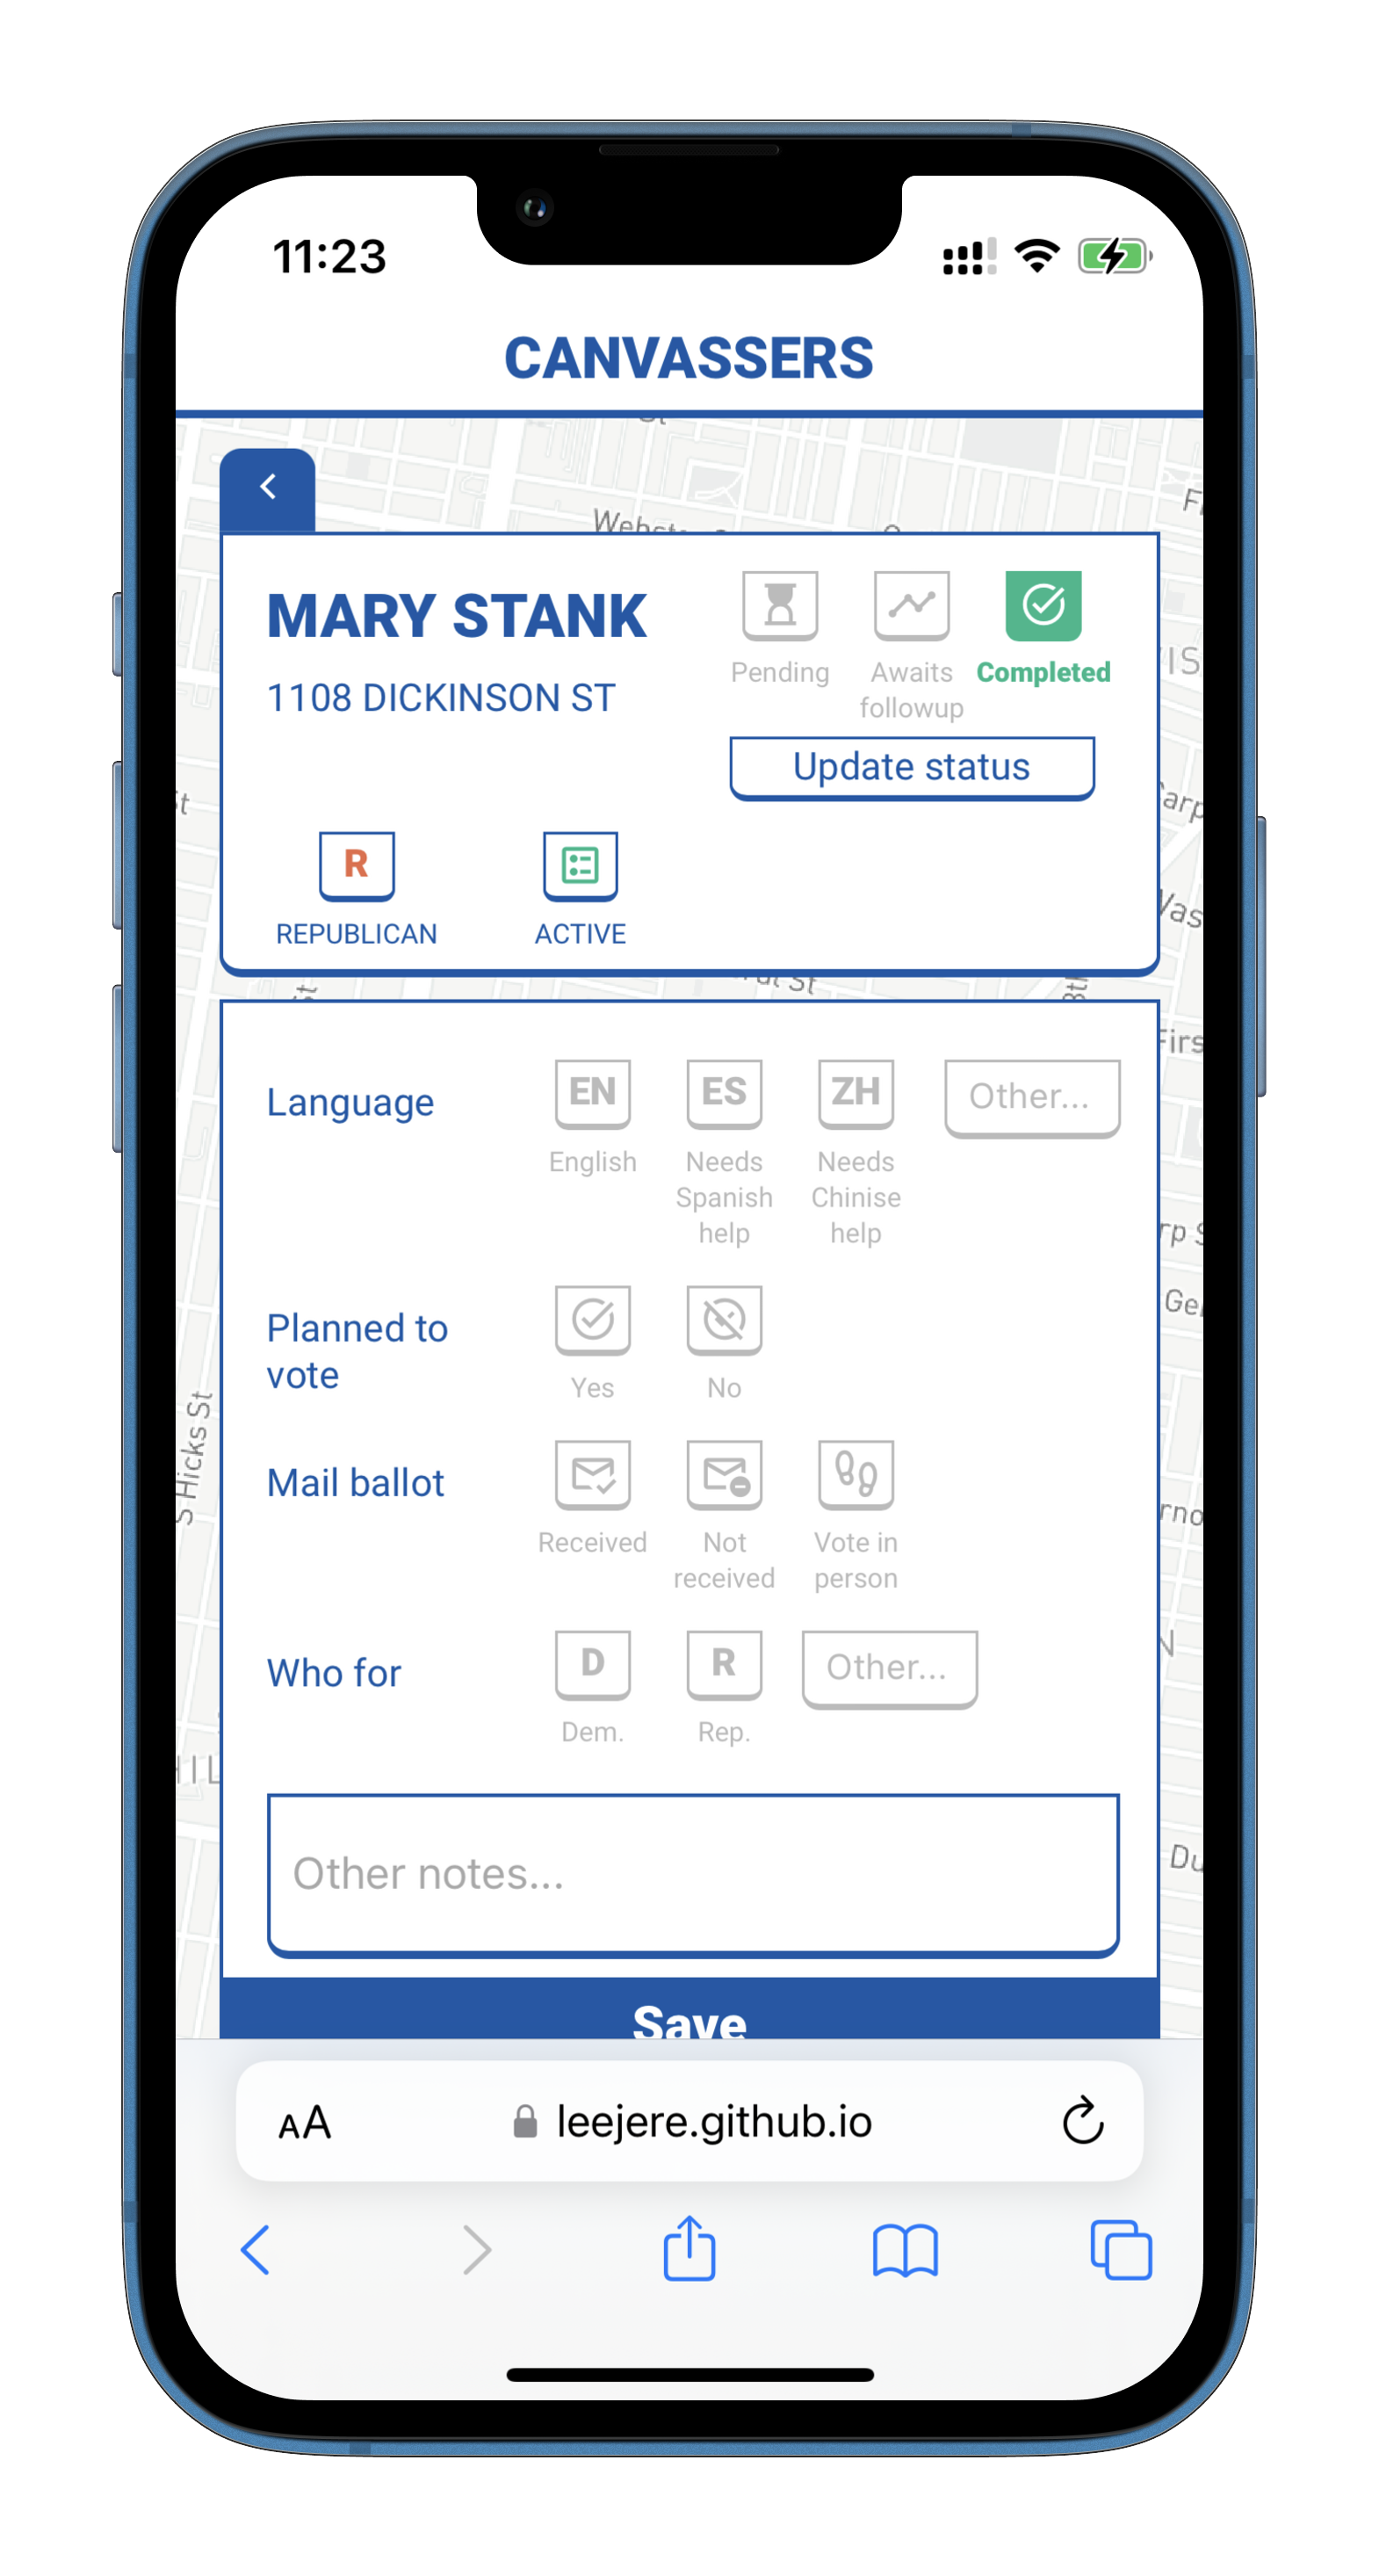 11:23
CANVASSERS
MARY STANK
1108 DICKINSON ST
Pending
Awaits
followup
Completed
Update status
R
REPUBLICAN
ACTIVE
Language
EN
English
ES
Needs
Spanish
help
ZH
Needs
Chinise
help
Other...
Planned to
vote
Yes
No
Mail ballot
Received
Not
received
Vote in
person
Who for
D
Dem.
R
Rep.
Other...
Other notes...
Save
S Hicks St
AA
leejere.github.io